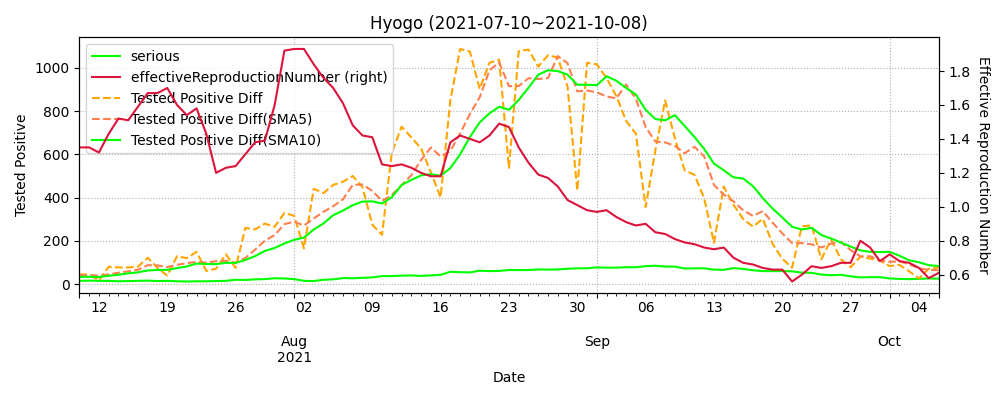 Hyogo (2021-07-10~2021-10-08)
serious
effectiveReproductionNumber (right)
Tested Positive Diff
Tested Positive Diff(SMA5)
Tested Positive Diff(SMA10)
Tested Positive
1000
800
600
400
200
0
1.8
1.6
1.4
1.2
1.0
0.8
0.6
Effective Reproduction Number
12 19 26 02 09 16 23 30 06 13 20 27 04
Aug Sep Oct
2021
Date